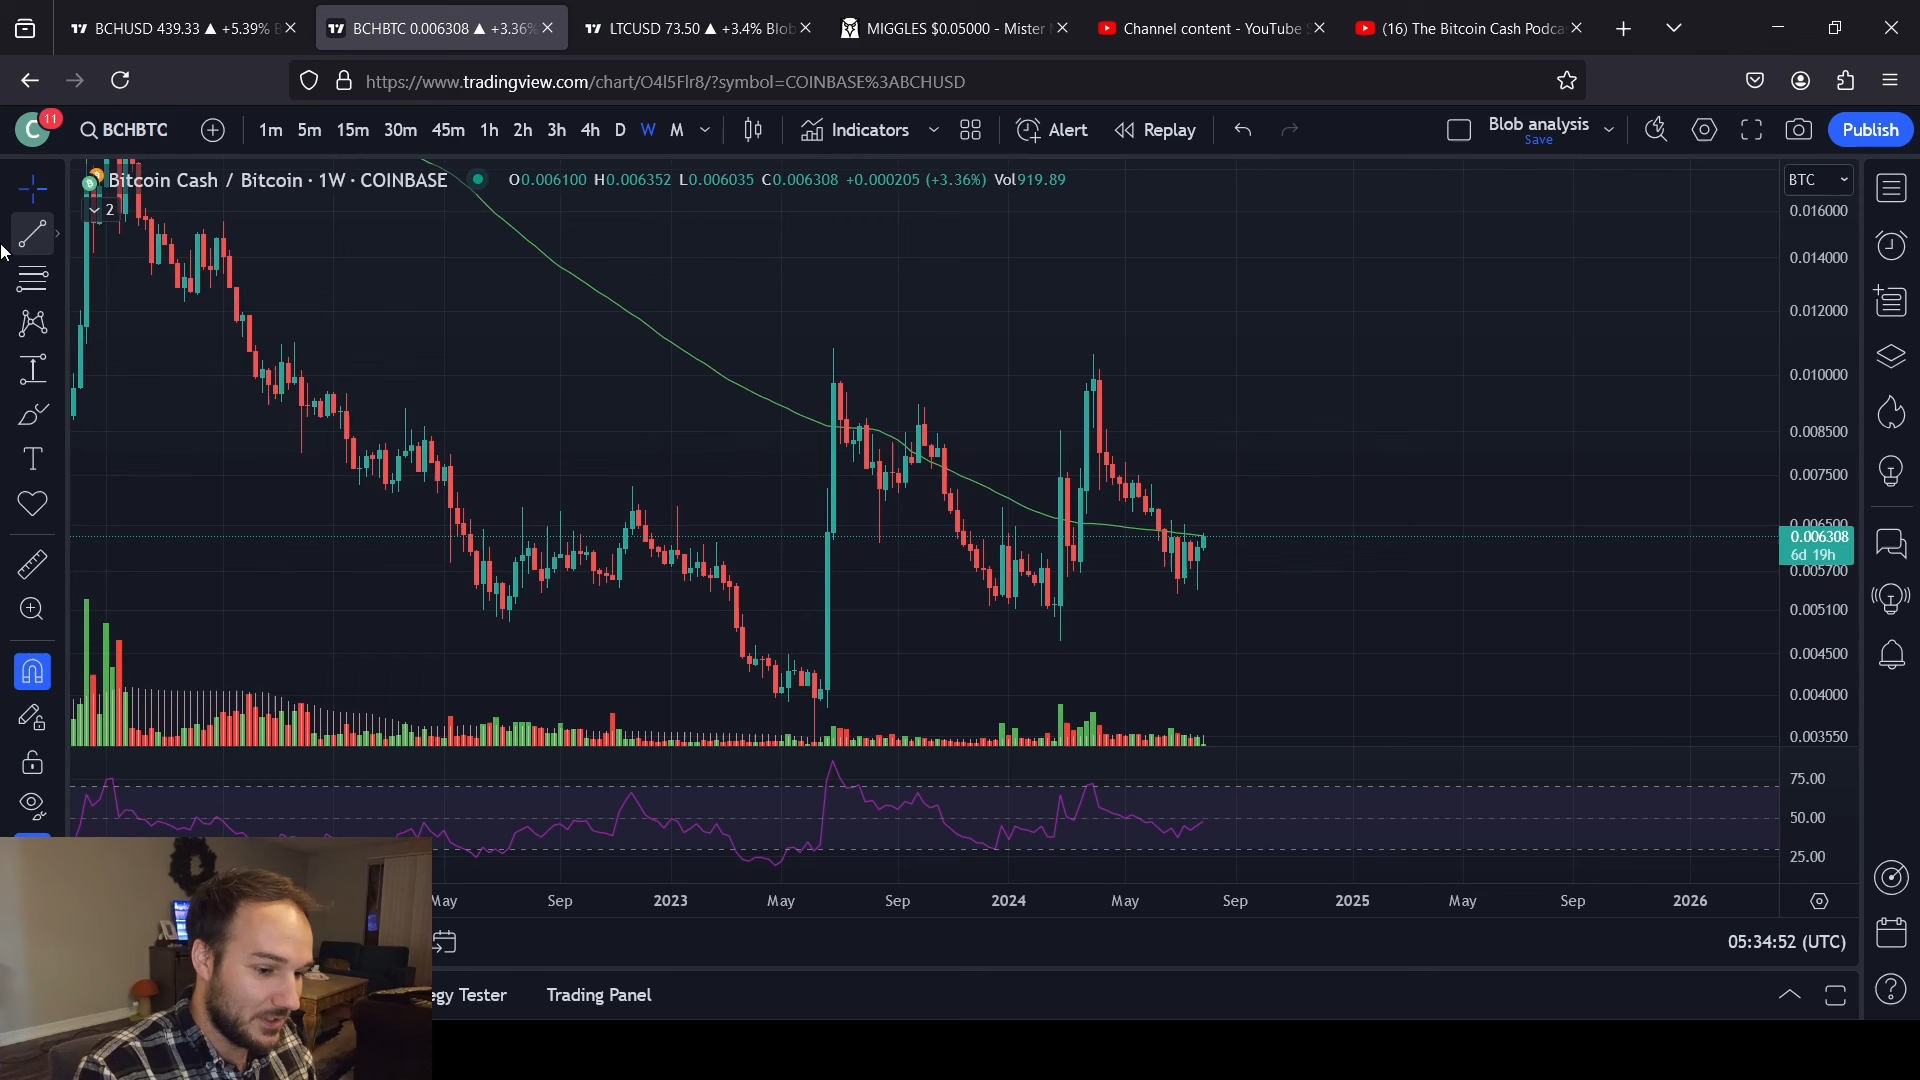 BCHUSD 439.33 ▲ +5.39% B
BCHBTC 0.006308 ▲ +3.36%
LTCUSD 73.50 ▲ +3.4% Blob
MIGGLES $0.05000 - Mister
Channel content - YouTube S
(16) The Bitcoin Cash Podca
https://www.tradingview.com/chart/O4l5Flr8/?symbol=COINBASE%3ABCHUSD
C
11
BCHBTC
1m 5m 15m 30m 45m 1h 2h 3h 4h D W M
Indicators
Alert
Replay
Blob analysis
Save
Publish
Bitcoin Cash / Bitcoin · 1W · COINBASE
O0.006100 H0.006352 L0.006035 C0.006308 +0.000205 (+3.36%) Vol919.89
2
BTC
0.016000
0.014000
0.012000
0.010000
0.008500
0.007500
0.006500
0.006308
6d 19h
0.005700
0.005100
0.004500
0.004000
0.003550
75.00
50.00
25.00
May Sep 2023 May Sep 2024 May Sep 2025 May Sep 2026
05:34:52 (UTC)
egy Tester
Trading Panel